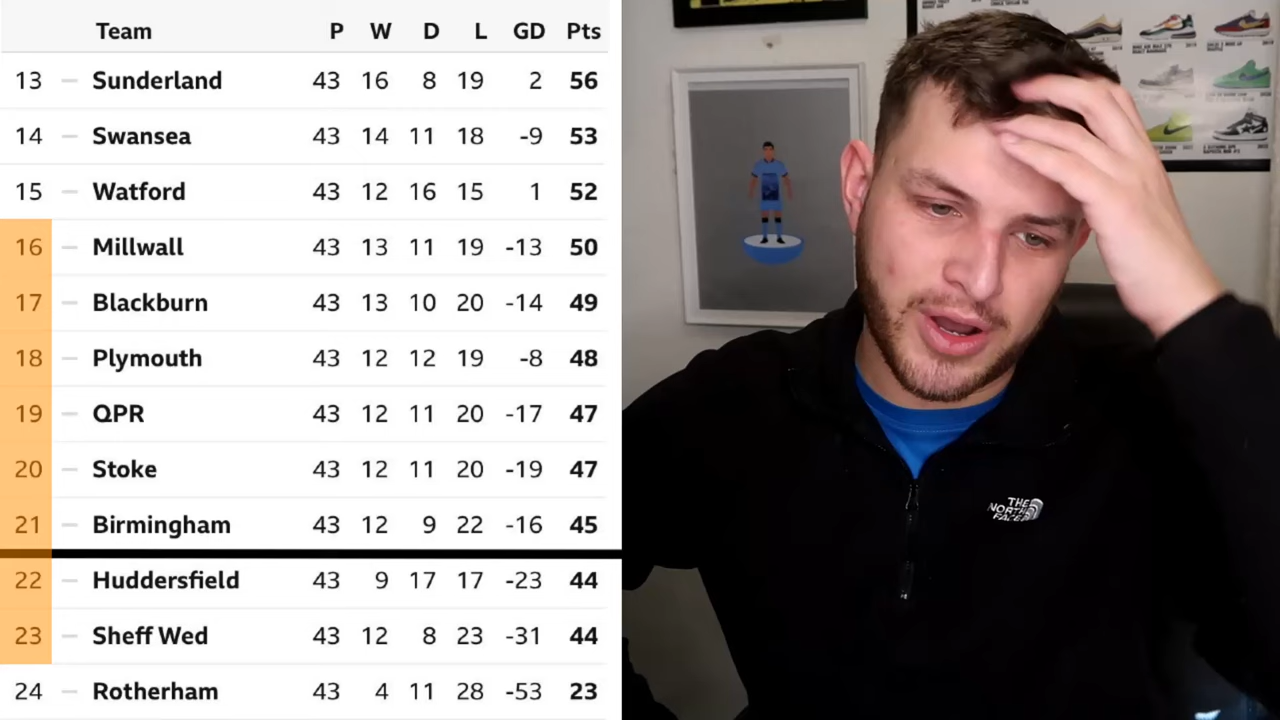 Team P W D L GD Pts
13 Sunderland 43 16 8 19 2 56
14 Swansea 43 14 11 18 -9 53
15 Watford 43 12 16 15 1 52
16 Millwall 43 13 11 19 -13 50
17 Blackburn 43 13 10 20 -14 49
18 Plymouth 43 12 12 19 -8 48
19 QPR 43 12 11 20 -17 47
20 Stoke 43 12 11 20 -19 47
21 Birmingham 43 12 9 22 -16 45
22 Huddersfield 43 9 17 17 -23 44
23 Sheff Wed 43 12 8 23 -31 44
24 Rotherham 43 4 11 28 -53 23
THE
NORTH
FACE